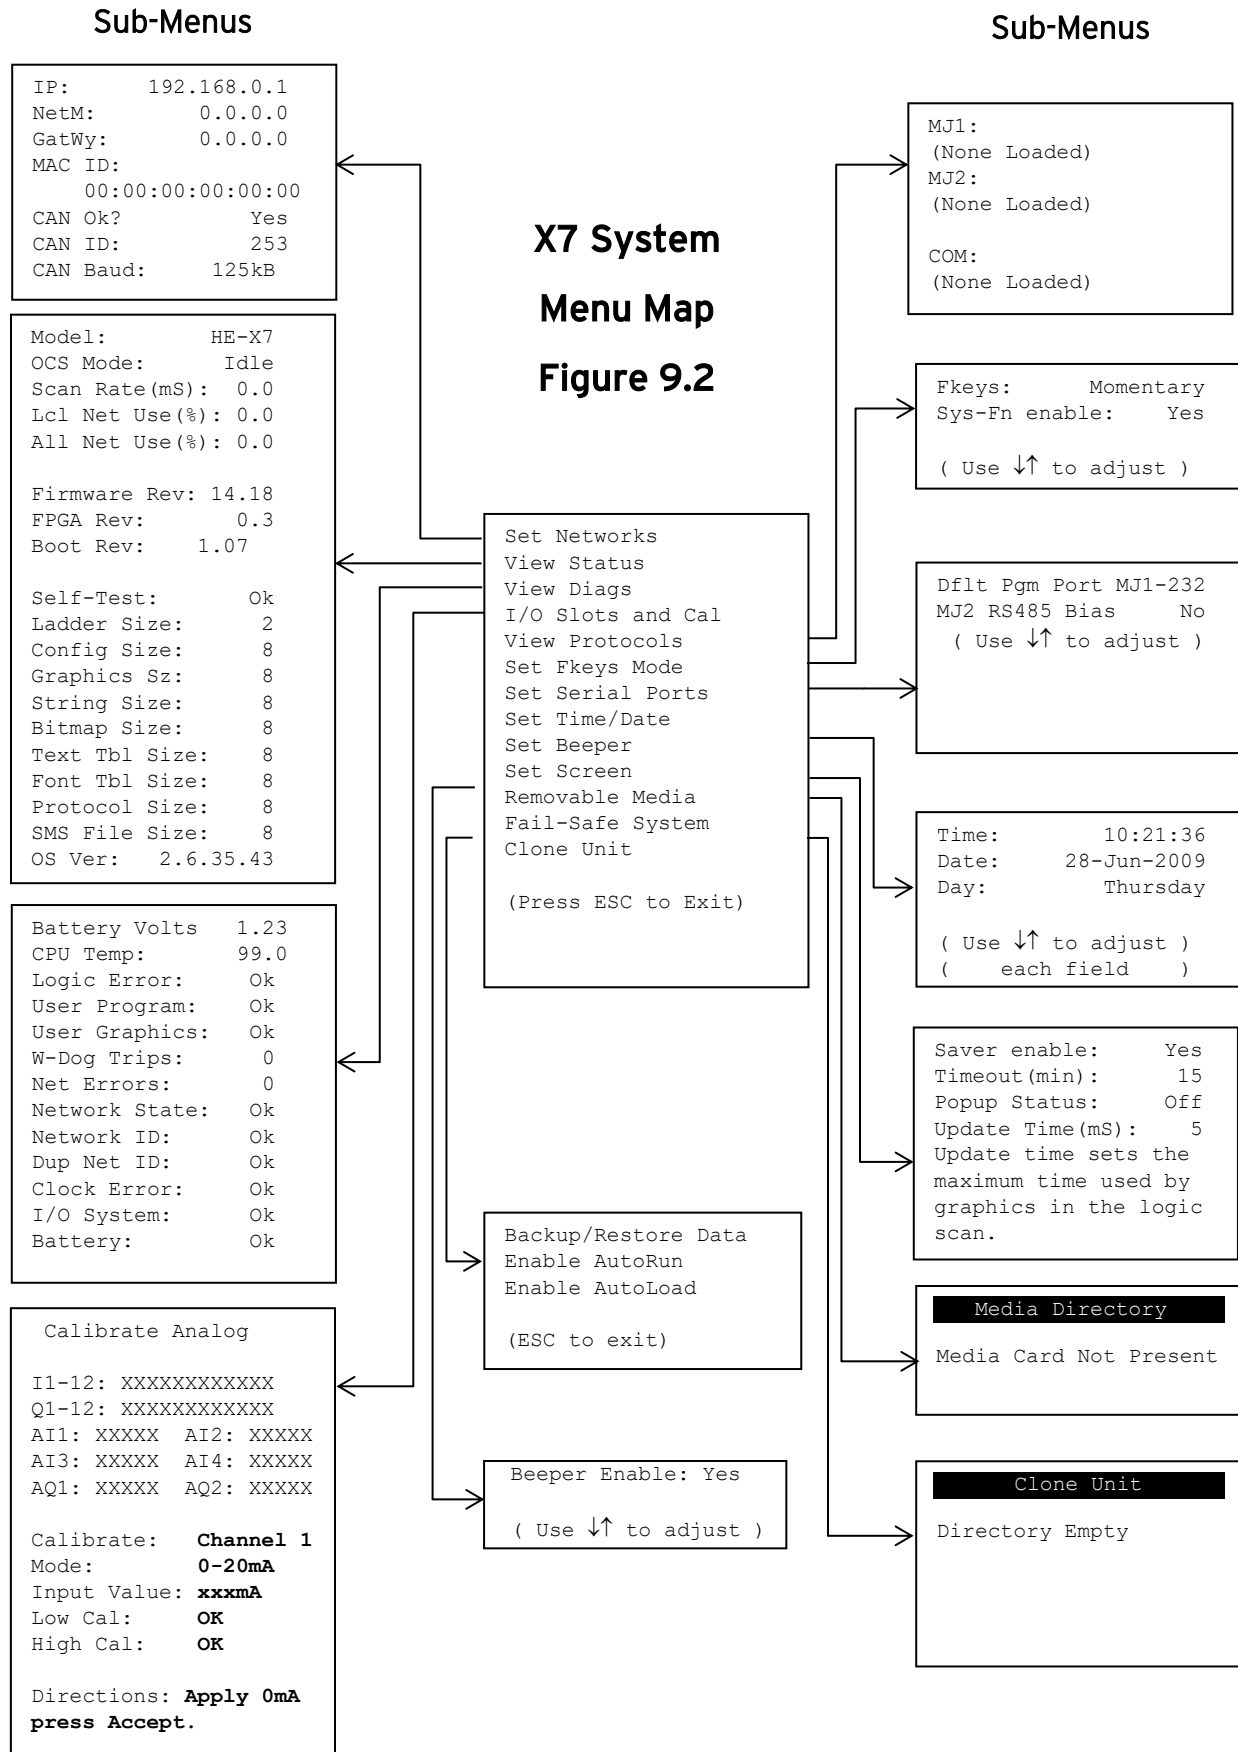 Sub-Menus
IP: 192.168.0.1
NetM: 0.0.0.0
GatWy: 0.0.0.0
MAC ID:
00:00:00:00:00:00
CAN Ok? Yes
CAN ID: 253
CAN Baud: 125kB
Model: HE-X7
OCS Mode: Idle
Scan Rate(mS): 0.0
Lcl Net Use(%): 0.0
All Net Use(%): 0.0
Firmware Rev: 14.18
FPGA Rev: 0.3
Boot Rev: 1.07
Self-Test: Ok
Ladder Size: 2
Config Size: 8
Graphics Sz: 8
String Size: 8
Bitmap Size: 8
Text Tbl Size: 8
Font Tbl Size: 8
Protocol Size: 8
SMS File Size: 8
OS Ver: 2.6.35.43
Battery Volts 1.23
CPU Temp: 99.0
Logic Error: Ok
User Program: Ok
User Graphics: Ok
W-Dog Trips: 0
Net Errors: 0
Network State: Ok
Network ID: Ok
Dup Net ID: Ok
Clock Error: Ok
I/O System: Ok
Battery: Ok
Calibrate Analog
I1-12: XXXXXXXXXXXX
Q1-12: XXXXXXXXXXXX
AI1: XXXXX AI2: XXXXX
AI3: XXXXX AI4: XXXXX
AQ1: XXXXX AQ2: XXXXX
Calibrate: Channel 1
Mode: 0-20mA
Input Value: xxxmA
Low Cal: OK
High Cal: OK
Directions: Apply 0mA
press Accept.
X7 System
Menu Map
Figure 9.2
Set Networks
View Status
View Diags
I/O Slots and Cal
View Protocols
Set Fkeys Mode
Set Serial Ports
Set Time/Date
Set Beeper
Set Screen
Removable Media
Fail-Safe System
Clone Unit
(Press ESC to Exit)
Backup/Restore Data
Enable AutoRun
Enable AutoLoad
(ESC to exit)
Beeper Enable: Yes
( Use ↓↑ to adjust )
Sub-Menus
MJ1:
(None Loaded)
MJ2:
(None Loaded)
COM:
(None Loaded)
Fkeys: Momentary
Sys-Fn enable: Yes
( Use ↓↑ to adjust )
Dflt Pgm Port MJ1-232
MJ2 RS485 Bias No
( Use ↓↑ to adjust )
Time: 10:21:36
Date: 28-Jun-2009
Day: Thursday
( Use ↓↑ to adjust )
( each field )
Saver enable: Yes
Timeout(min): 15
Popup Status: Off
Update Time(mS): 5
Update time sets the
maximum time used by
graphics in the logic
scan.
Media Directory
Media Card Not Present
Clone Unit
Directory Empty